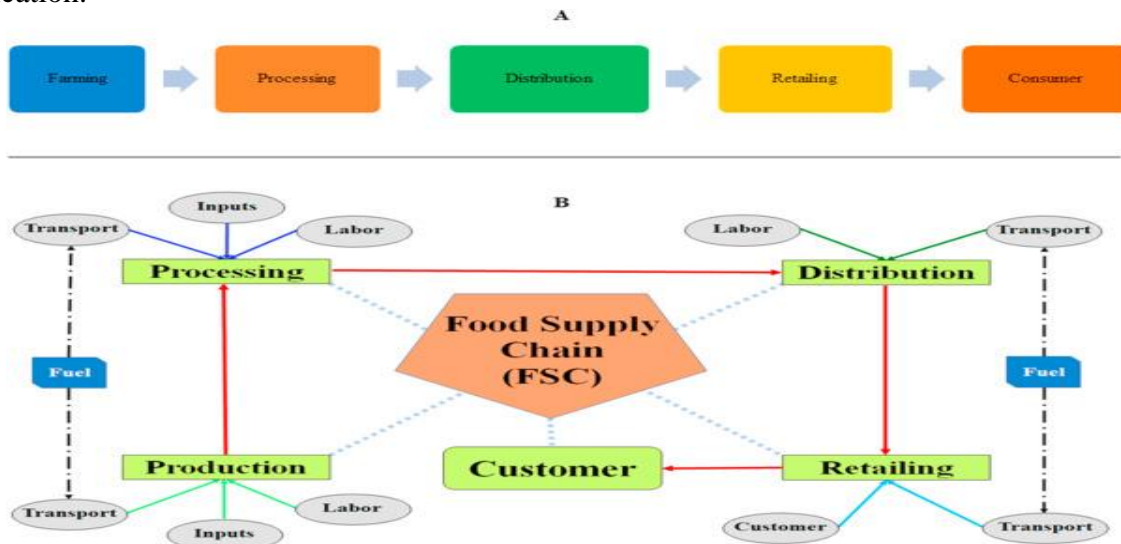 A
Farming
Processing
Distribution
Retailing
Consumer
B
Inputs
Transport
Labor
Processing
Labor
Transport
Distribution
Food Supply
Chain
(FSC)
Fuel
Fuel
Production
Customer
Retailing
Transport
Labor
Inputs
Customer
Transport